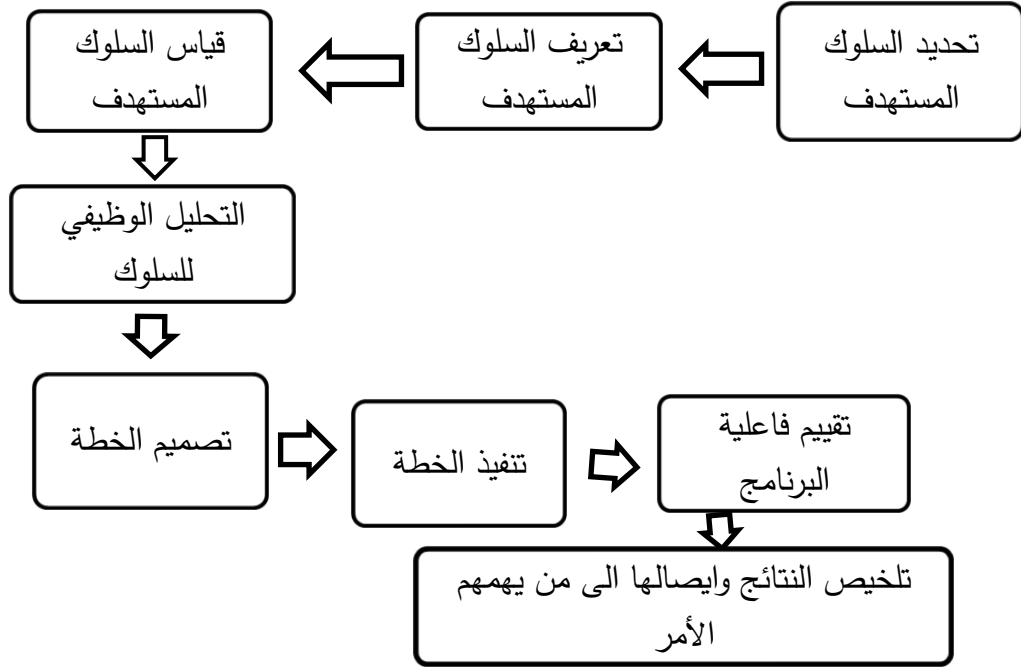 تحديد السلوك
المستهدف
تعريف السلوك
المستهدف
قياس السلوك
المستهدف
التحليل الوظيفي
للسلوك
تصميم الخطة
تنفيذ الخطة
تقييم فاعلية
البرنامج
تلخيص النتائج وايصالها الى من يهمهم
الأمر